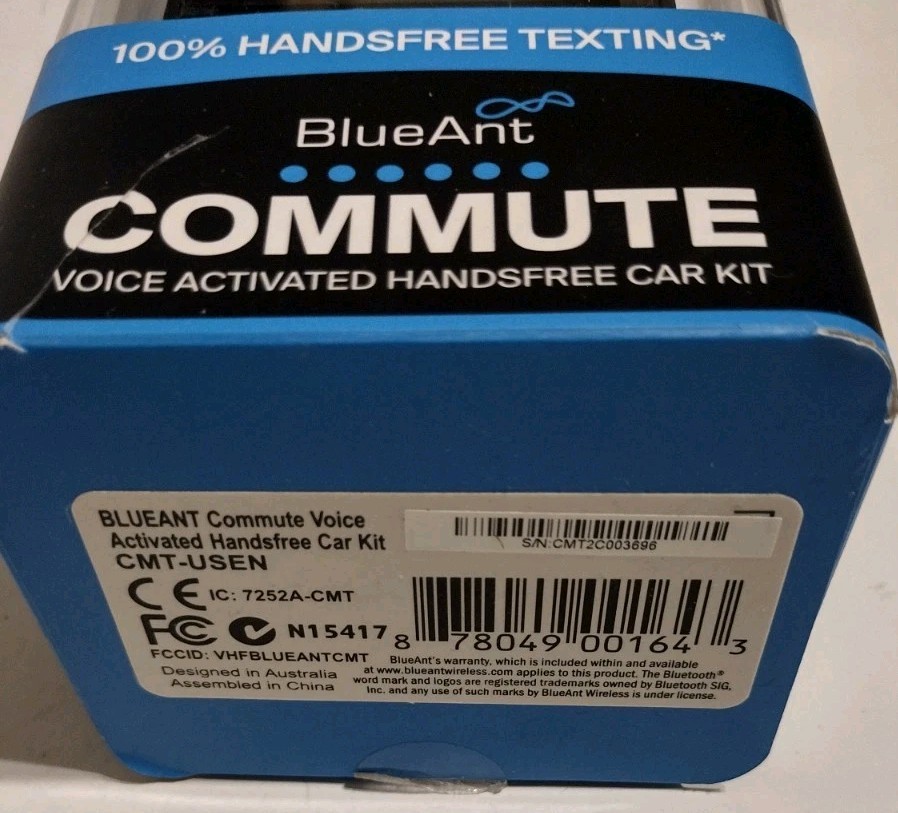 100% HANDSFREE TEXTING*
BlueAnt
COMMUTE
VOICE ACTIVATED HANDSFREE CAR KIT
BLUEANT Commute Voice
Activated Handsfree Car Kit
CMT-USEN
S/N:CMT2C003696
CE IC: 7252A-CMT
FC N15417
FCCID: VHFBLUEANTCMT
Designed in Australia
Assembled in China
8 78049 00164 3
BlueAnt's warranty, which is included within and available
at www.blueantwireless.com applies to this product. The Bluetooth®
word mark and logos are registered trademarks owned by Bluetooth SIG,
Inc. and any use of such marks by BlueAnt Wireless is under license.